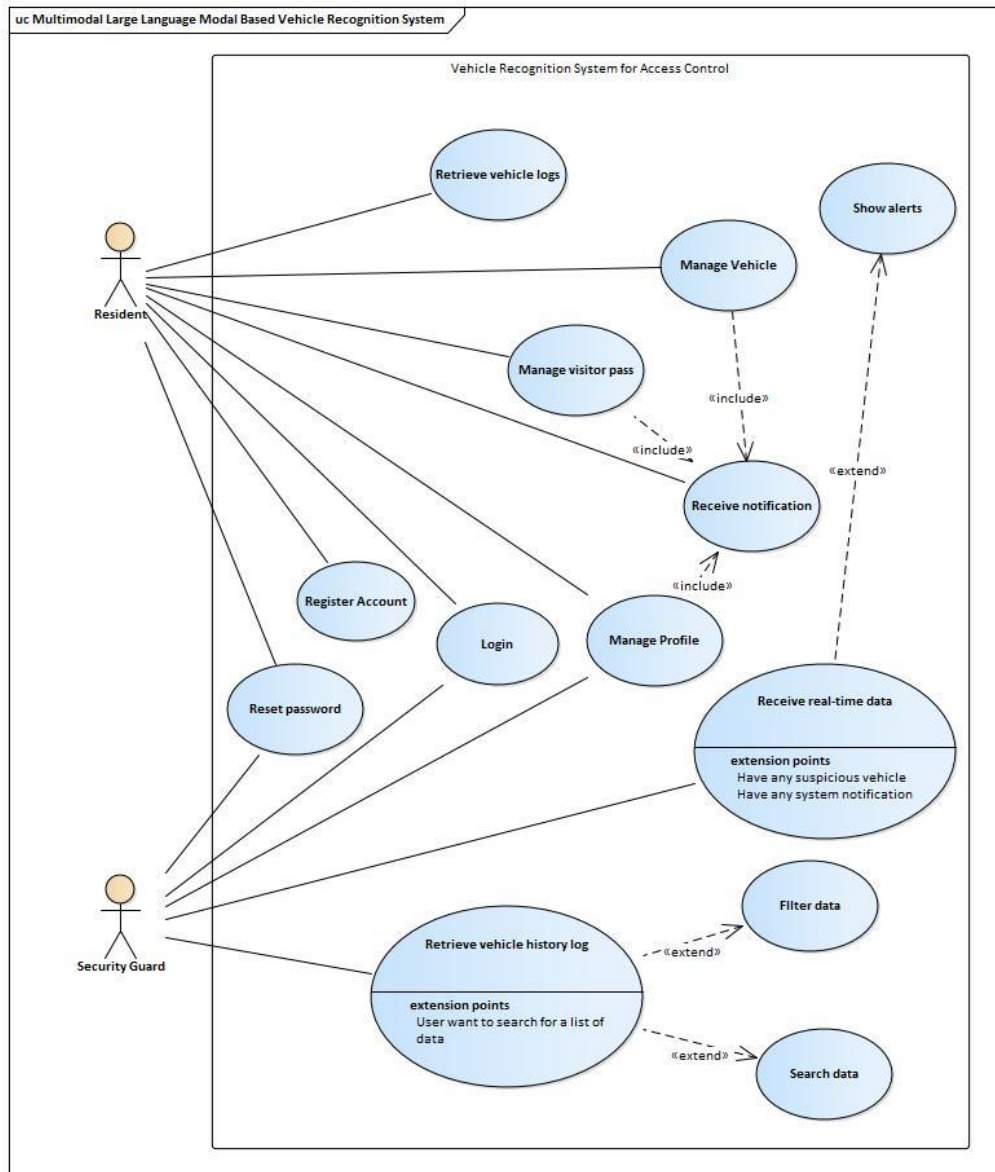 uc Multimodal Large Language Modal Based Vehicle Recognition System
Vehicle Recognition System for Access Control
Retrieve vehicle logs
Show alerts
Manage Vehicle
Resident
Manage visitor pass
«include»
«include»
«extend»
Receive notification
«include»
Register Account
Login
Manage Profile
Reset password
Receive real-time data
extension points
Have any suspicious vehicle
Have any system notification
FIlter data
Retrieve vehicle history log
«extend»
Security Guard
extension points
User want to search for a list of
data
«extend»
Search data